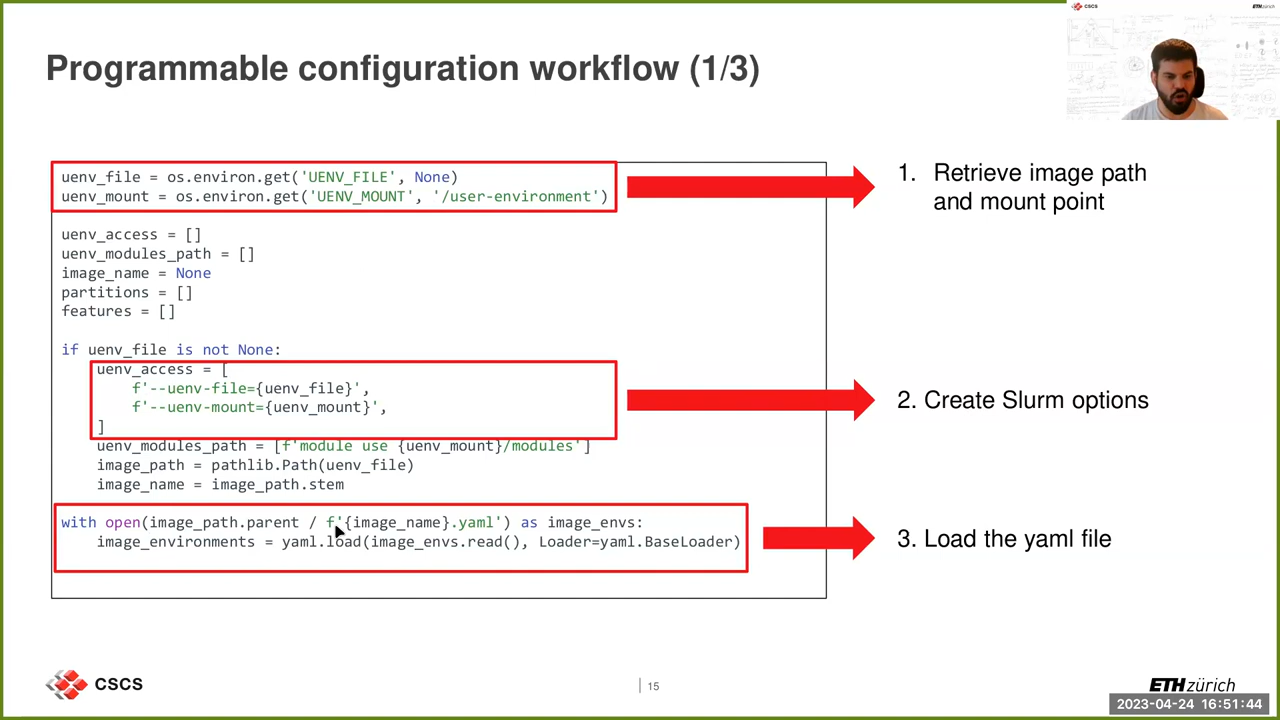 CSCS
ETHzürich
Programmable configuration workflow (1/3)
uenv_file = os.environ.get('UENV_FILE', None)
uenv_mount = os.environ.get('UENV_MOUNT', '/user-environment')
uenv_access = []
uenv_modules_path = []
image_name = None
partitions = []
features = []
if uenv_file is not None:
uenv_access = [
f'--uenv-file={uenv_file}',
f'--uenv-mount={uenv_mount}',
]
uenv_modules_path = [f'module use {uenv_mount}/modules']
image_path = pathlib.Path(uenv_file)
image_name = image_path.stem
with open(image_path.parent / f'{image_name}.yaml') as image_envs:
image_environments = yaml.load(image_envs.read(), Loader=yaml.BaseLoader)
1. Retrieve image path
and mount point
2. Create Slurm options
3. Load the yaml file
CSCS
15
ETHzürich
2023-04-24 16:51:44